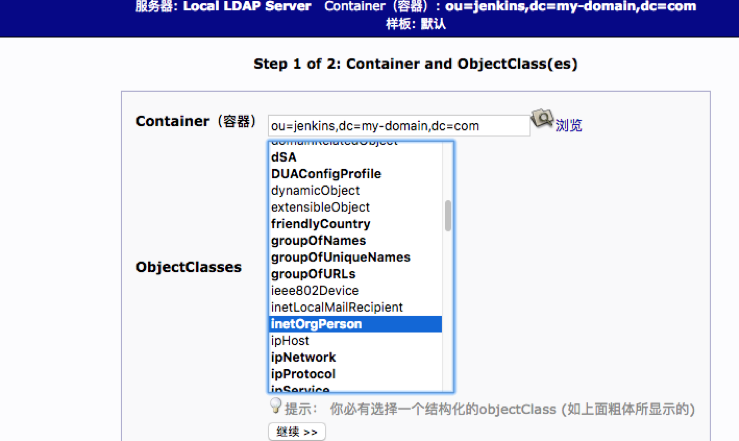 服务器: Local LDAP Server Container（容器）: ou=jenkins,dc=my-domain,dc=com
样板: 默认
Step 1 of 2: Container and ObjectClass(es)
Container（容器） ou=jenkins,dc=my-domain,dc=com 浏览
domainRelatedObject
dSA
DUAConfigProfile
dynamicObject
extensibleObject
friendlyCountry
groupOfNames
groupOfUniqueNames
ObjectClasses
groupOfURLs
ieee802Device
inetLocalMailRecipient
inetOrgPerson
ipHost
ipNetwork
ipProtocol
ipService
提示： 你必有选择一个结构化的objectClass (如上面粗体所显示的)
继续 >>